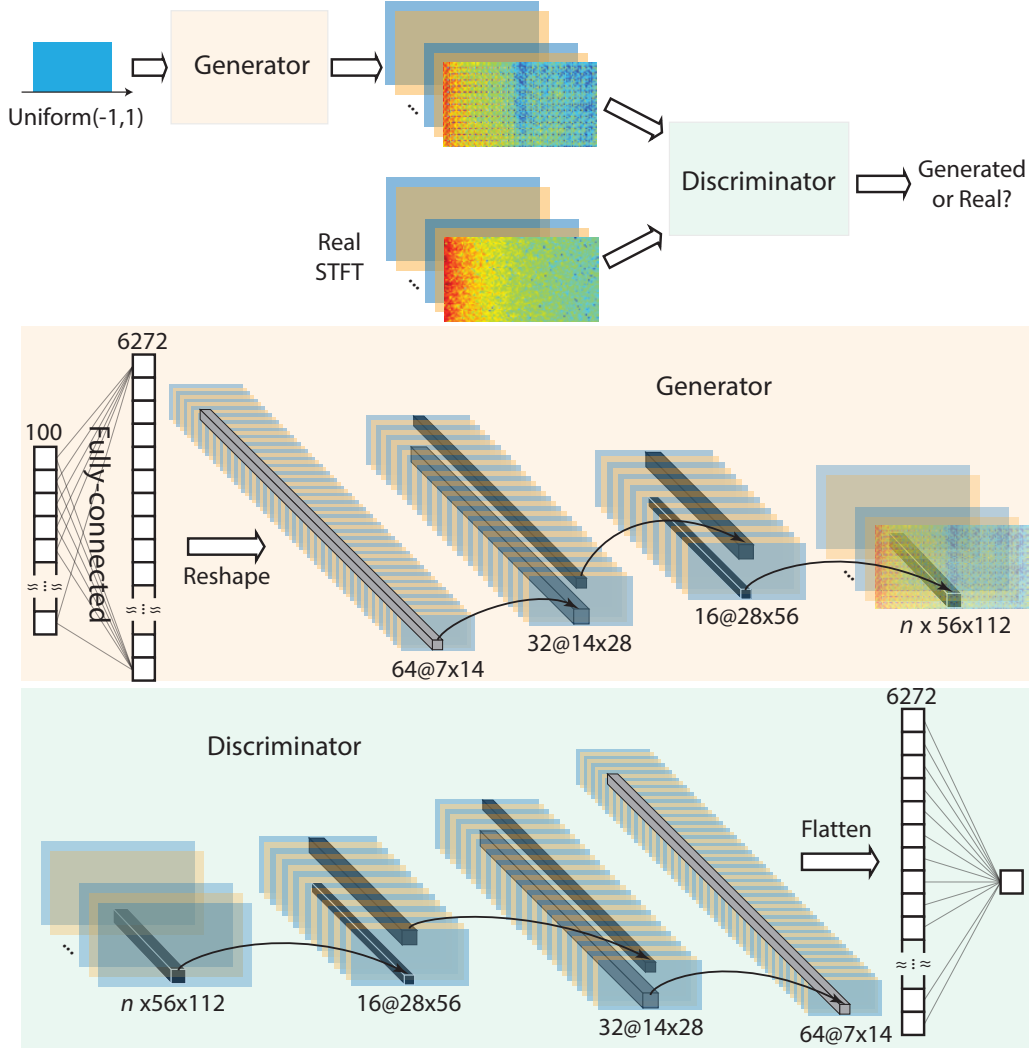 Uniform(-1,1)
Generator
Discriminator
Generated
or Real?
Real
STFT
...
...
Generator
6272
100
Fully-connected
Reshape
64@7x14
32@14x28
16@28x56
...
n x 56x112
Discriminator
6272
Flatten
...
n x56x112
16@28x56
32@14x28
64@7x14